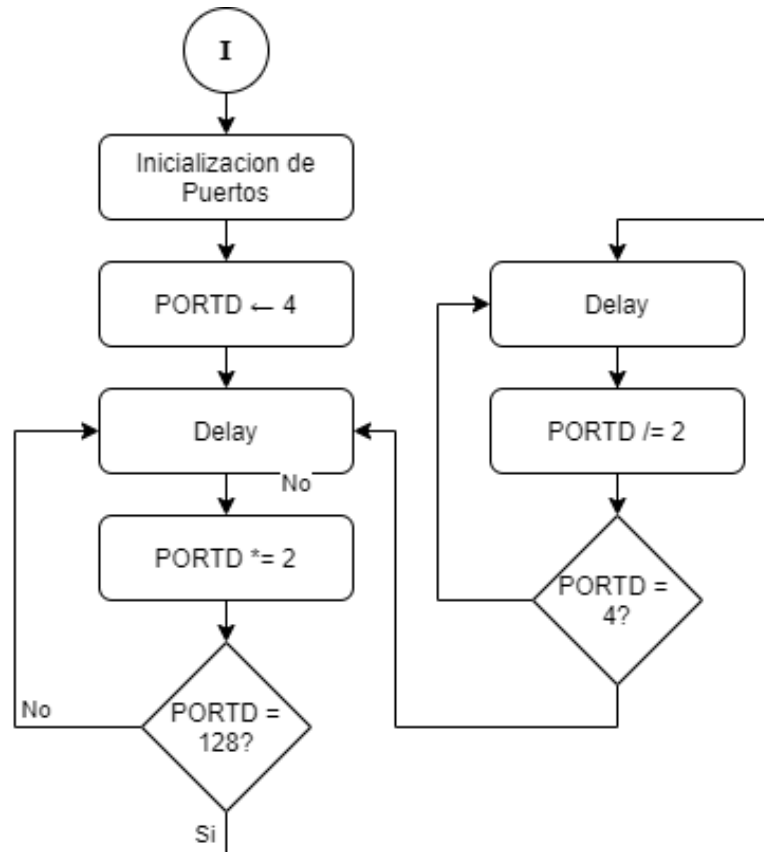 I
Inicializacion de
Puertos
PORTD ← 4
Delay
No
PORTD *= 2
PORTD =
128?
No
Si
Delay
PORTD /= 2
PORTD =
4?